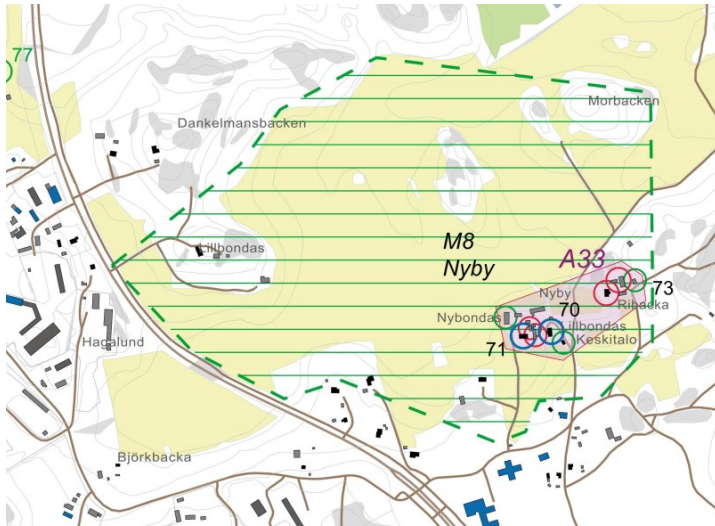 77
Morbacken
Dankelmansbacken
M8
Nyby
Lillbondas
A33
Nyby
73
Ribacka
70
Nybondas
Lillbondas
Keskitalo
71
Hagalund
Björkbacka